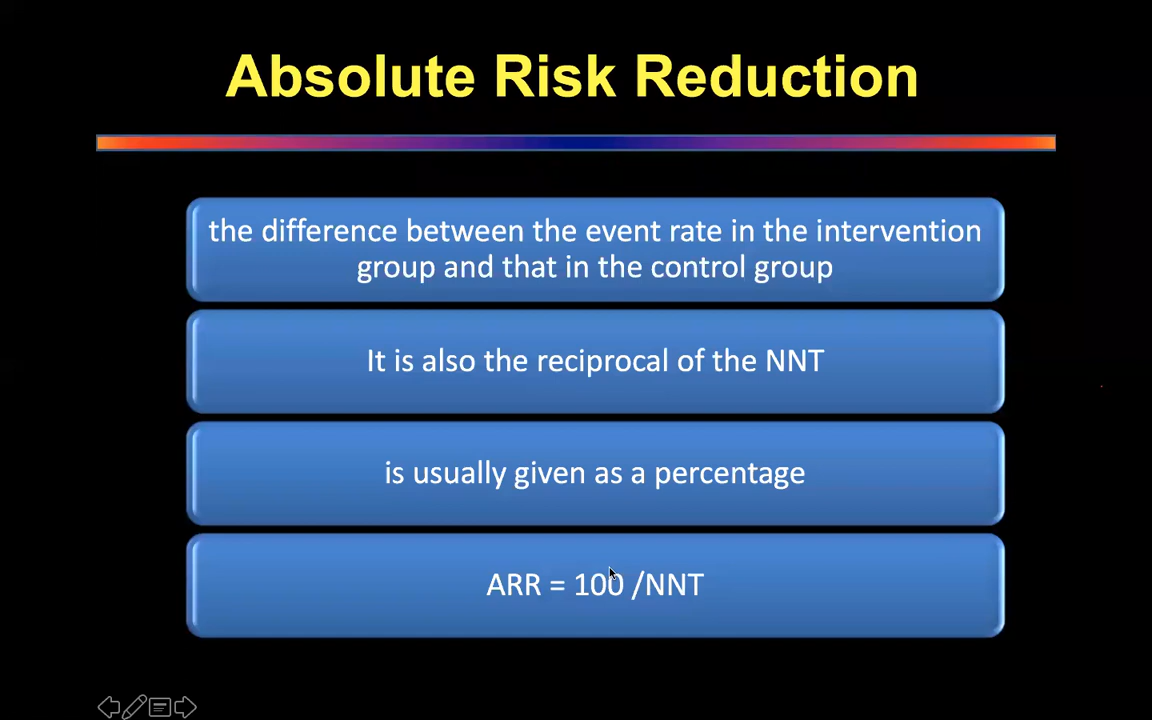 Absolute Risk Reduction
the difference between the event rate in the intervention
group and that in the control group
It is also the reciprocal of the NNT
is usually given as a percentage
ARR = 100 /NNT